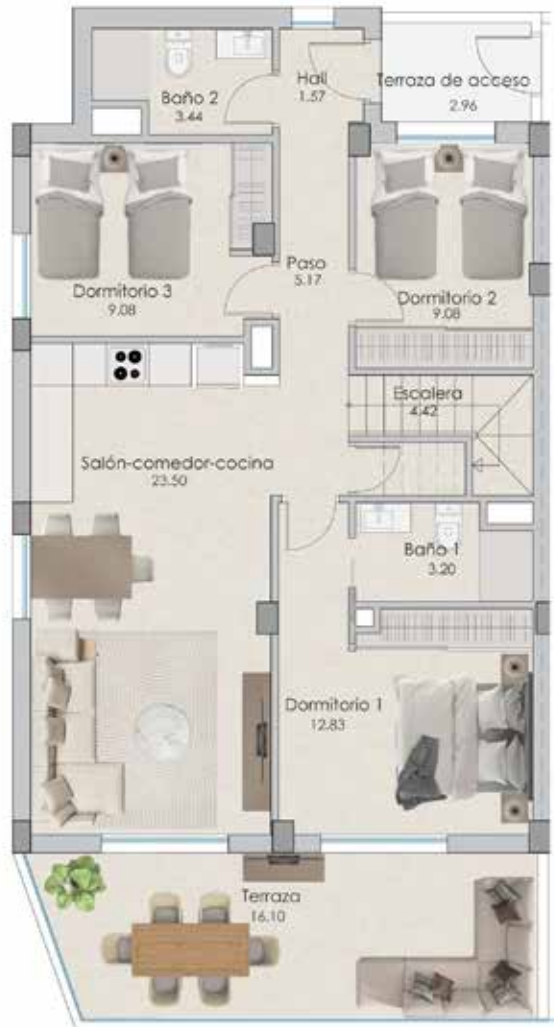 Hall
1.57
Terraza de acceso
2.96
Baño 2
3.44
Paso
5.17
Dormitorio 3
9.08
Dormitorio 2
9.08
Escalera
4.42
Salón-comedor-cocina
23.50
Baño 1
3.20
Dormitorio 1
12.83
Terraza
16.10